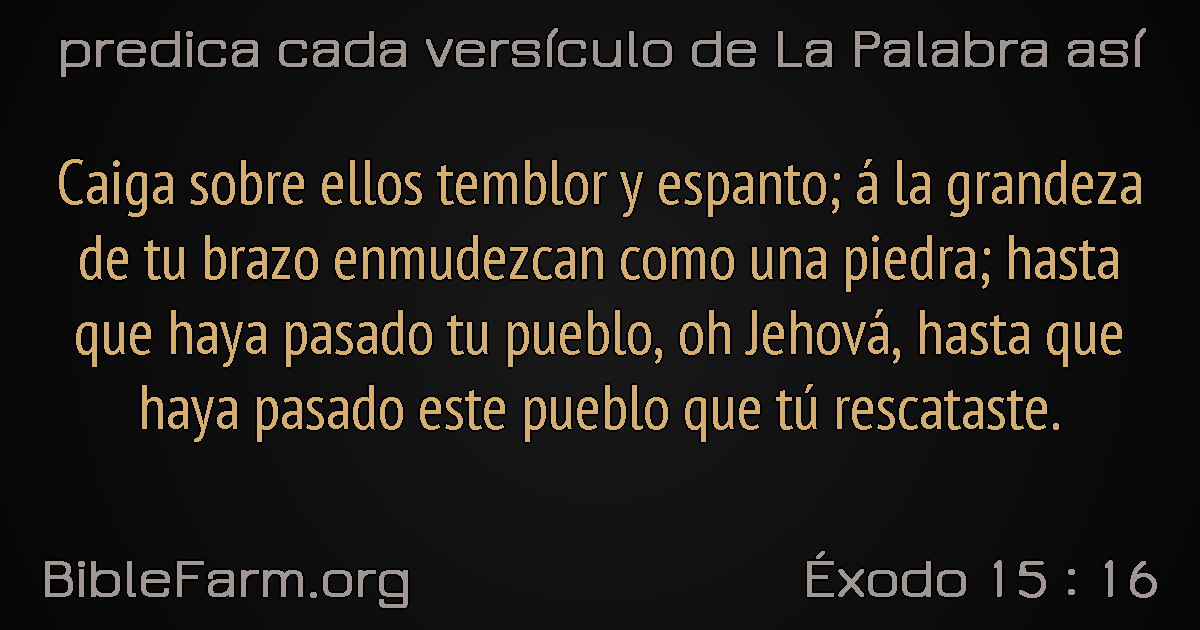 predica cada versículo de La Palabra así
Caiga sobre ellos temblor y espanto; á la grandeza
de tu brazo enmudezcan como una piedra; hasta
que haya pasado tu pueblo, oh Jehová, hasta que
haya pasado este pueblo que tú rescataste.
BibleFarm.org
Éxodo 15 : 16